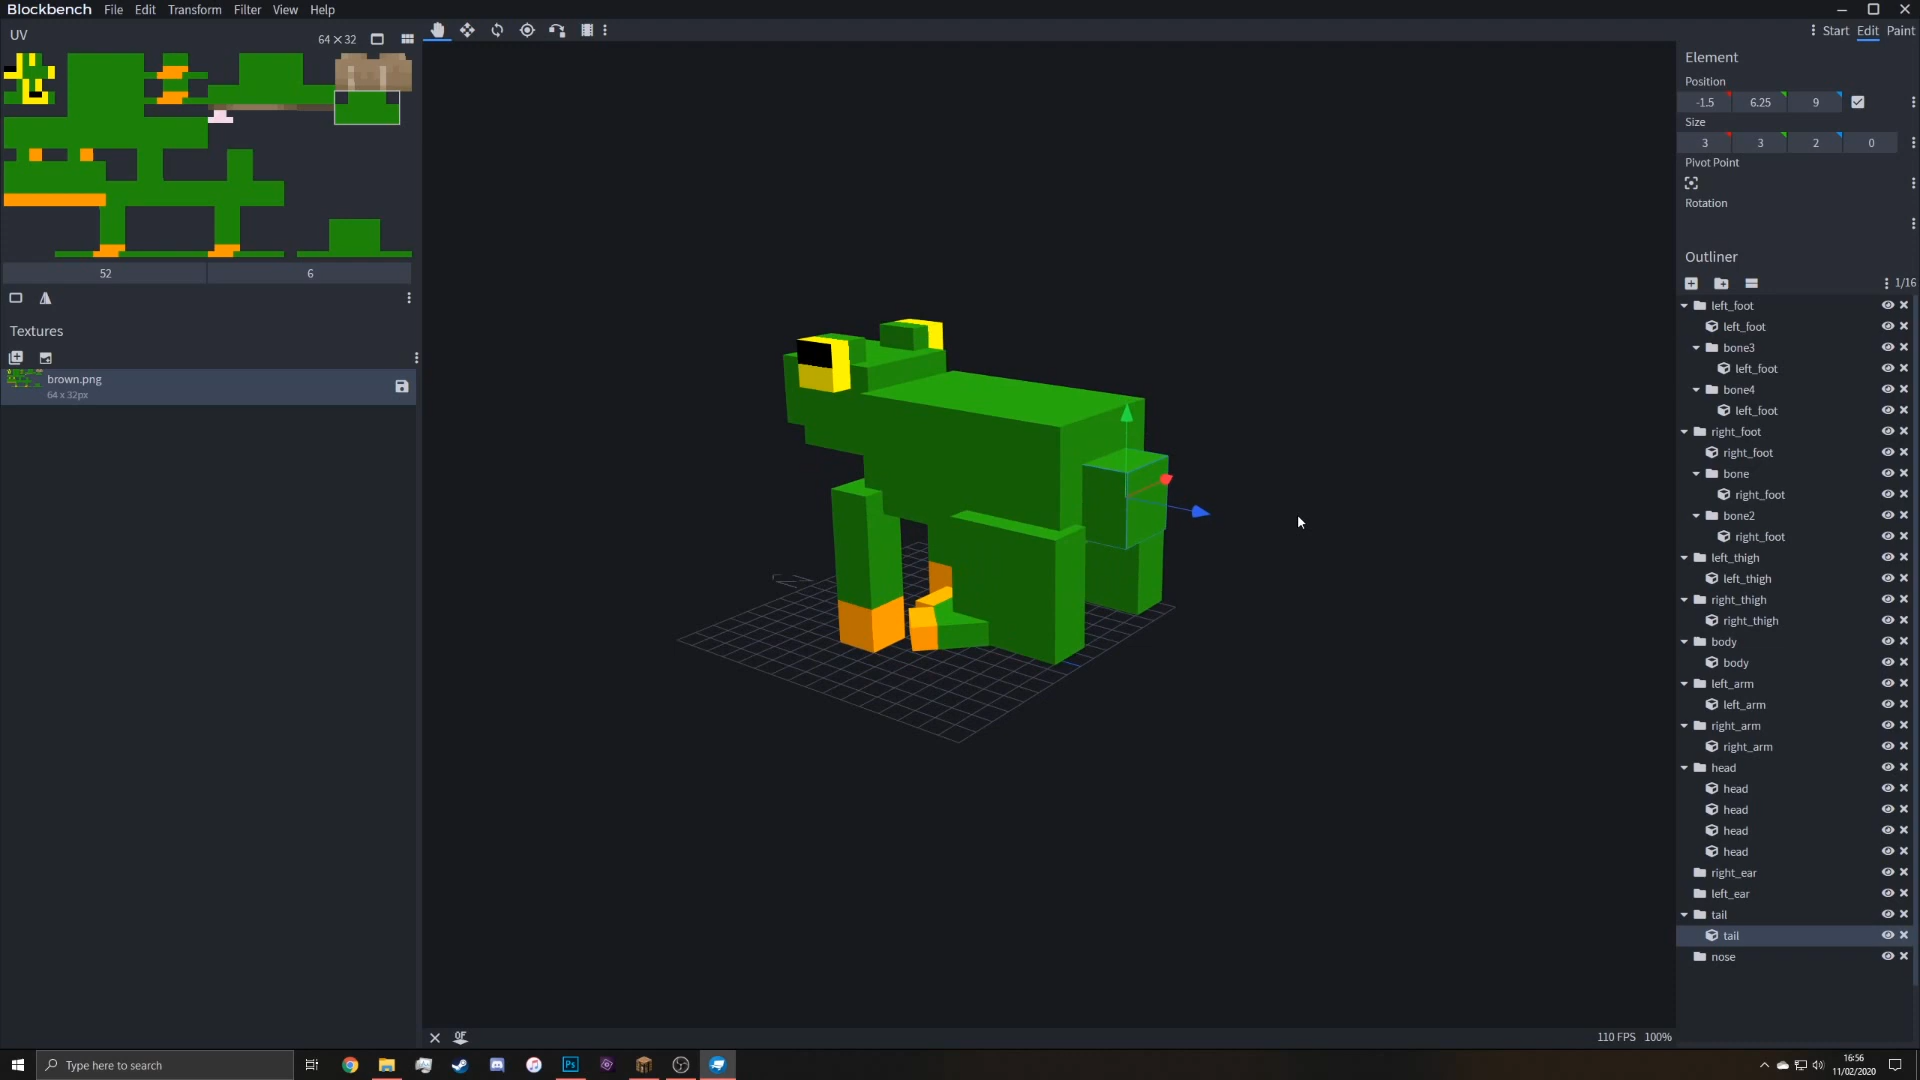 Blockbench File Edit Transform Filter View Help
UV
64 × 32
Start Edit Paint
Element
Position
-1.5 6.25 9
Size
3 3 2 0
Pivot Point
Rotation
Outliner
1/16
52 6
Textures
brown.png
64 x 32px
left_foot
left_foot
bone3
left_foot
bone4
left_foot
right_foot
right_foot
bone
right_foot
bone2
right_foot
left_thigh
left_thigh
right_thigh
right_thigh
body
body
left_arm
left_arm
right_arm
right_arm
head
head
head
head
head
right_ear
left_ear
tail
tail
nose
OF
110 FPS 100%
Type here to search
Ps
16:56
11/02/2020